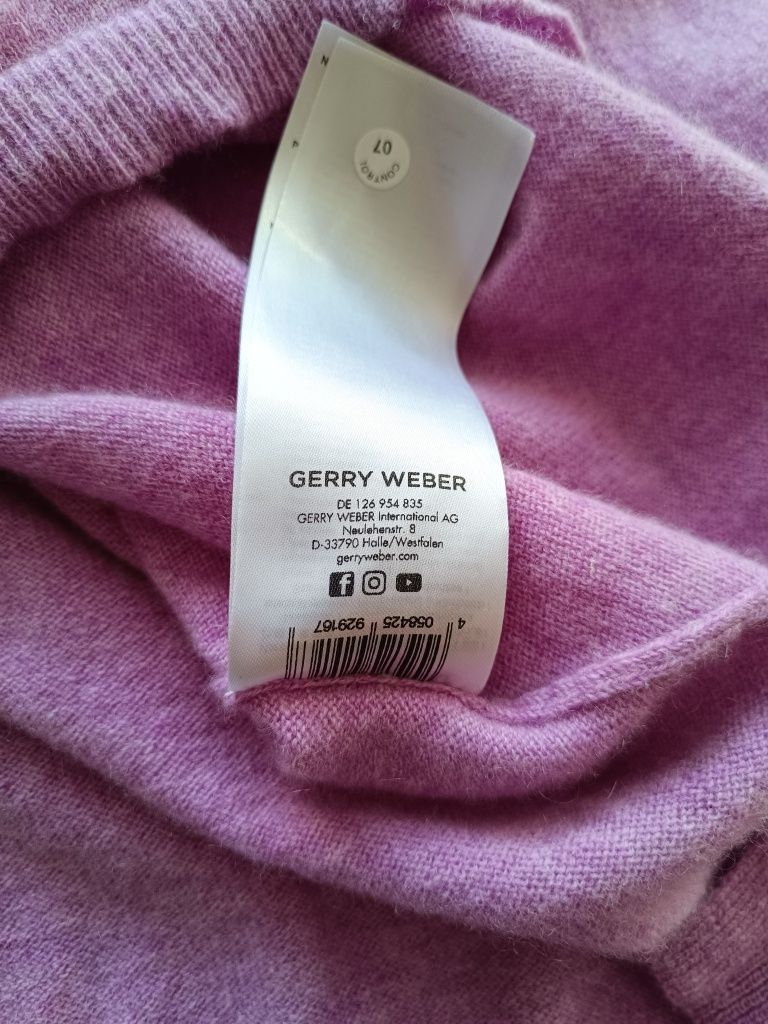 N
P
CONTROL
07
GERRY WEBER
DE 126 954 835
GERRY WEBER International AG
Neulehenstr. 8
D-33790 Halle/Westfalen
gerryweber.com
4 058425 929167